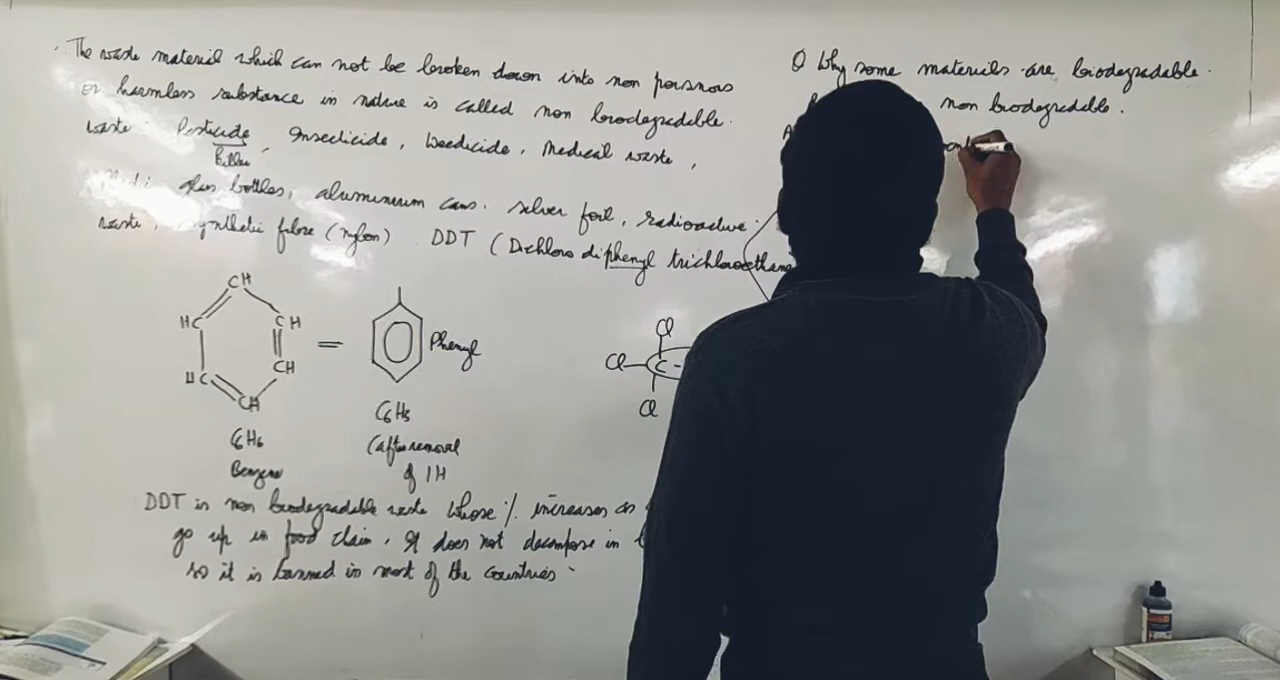 The waste material which can not be broken down into non poisnous
or harmless substance in nature is called non biodegradable.
waste Pesticide, Insecticide, Weedicide, Medical waste,
Killer
glass bottles, aluminium cans. silver foil, radioactive.
waste, synthetic fibre (nylon) DDT (Dichloro diphenyl trichloroethane
CH
HC CH
HC CH
CH
C6H6
Benzene
=
Phenyl
C6H5
(after removal
of 1H
Cl
Cl C
Cl
DDT is non biodegradable waste whose % increases as
go up in food chain. It does not decompose in
so it is banned in most of the countries
Q Why some materials are biodegradable.
non biodegradable.